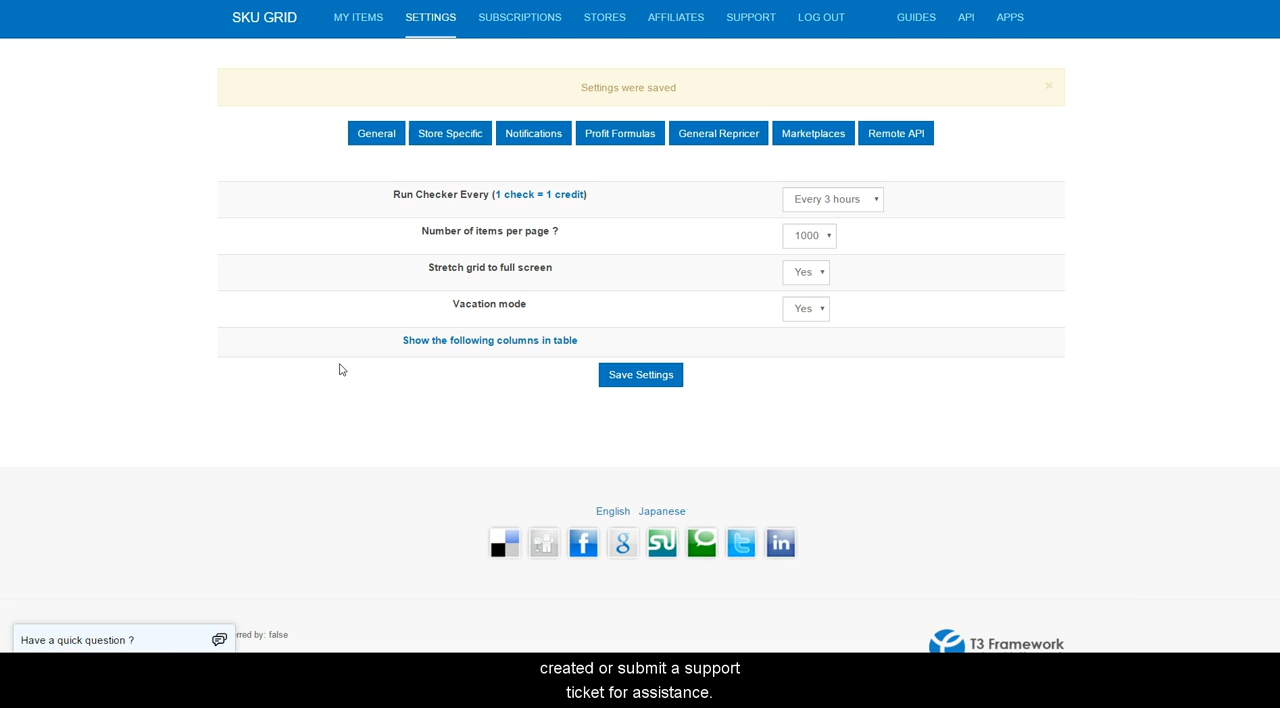 SKU GRID MY ITEMS SETTINGS SUBSCRIPTIONS STORES AFFILIATES SUPPORT LOG OUT GUIDES API APPS
Settings were saved ×
General Store Specific Notifications Profit Formulas General Repricer Marketplaces Remote API
Run Checker Every (1 check = 1 credit) Every 3 hours
Number of items per page ? 1000
Stretch grid to full screen Yes
Vacation mode Yes
Show the following columns in table
Save Settings
English Japanese
Have a quick question ? rred by: false
T3 Framework
created or submit a support
ticket for assistance.